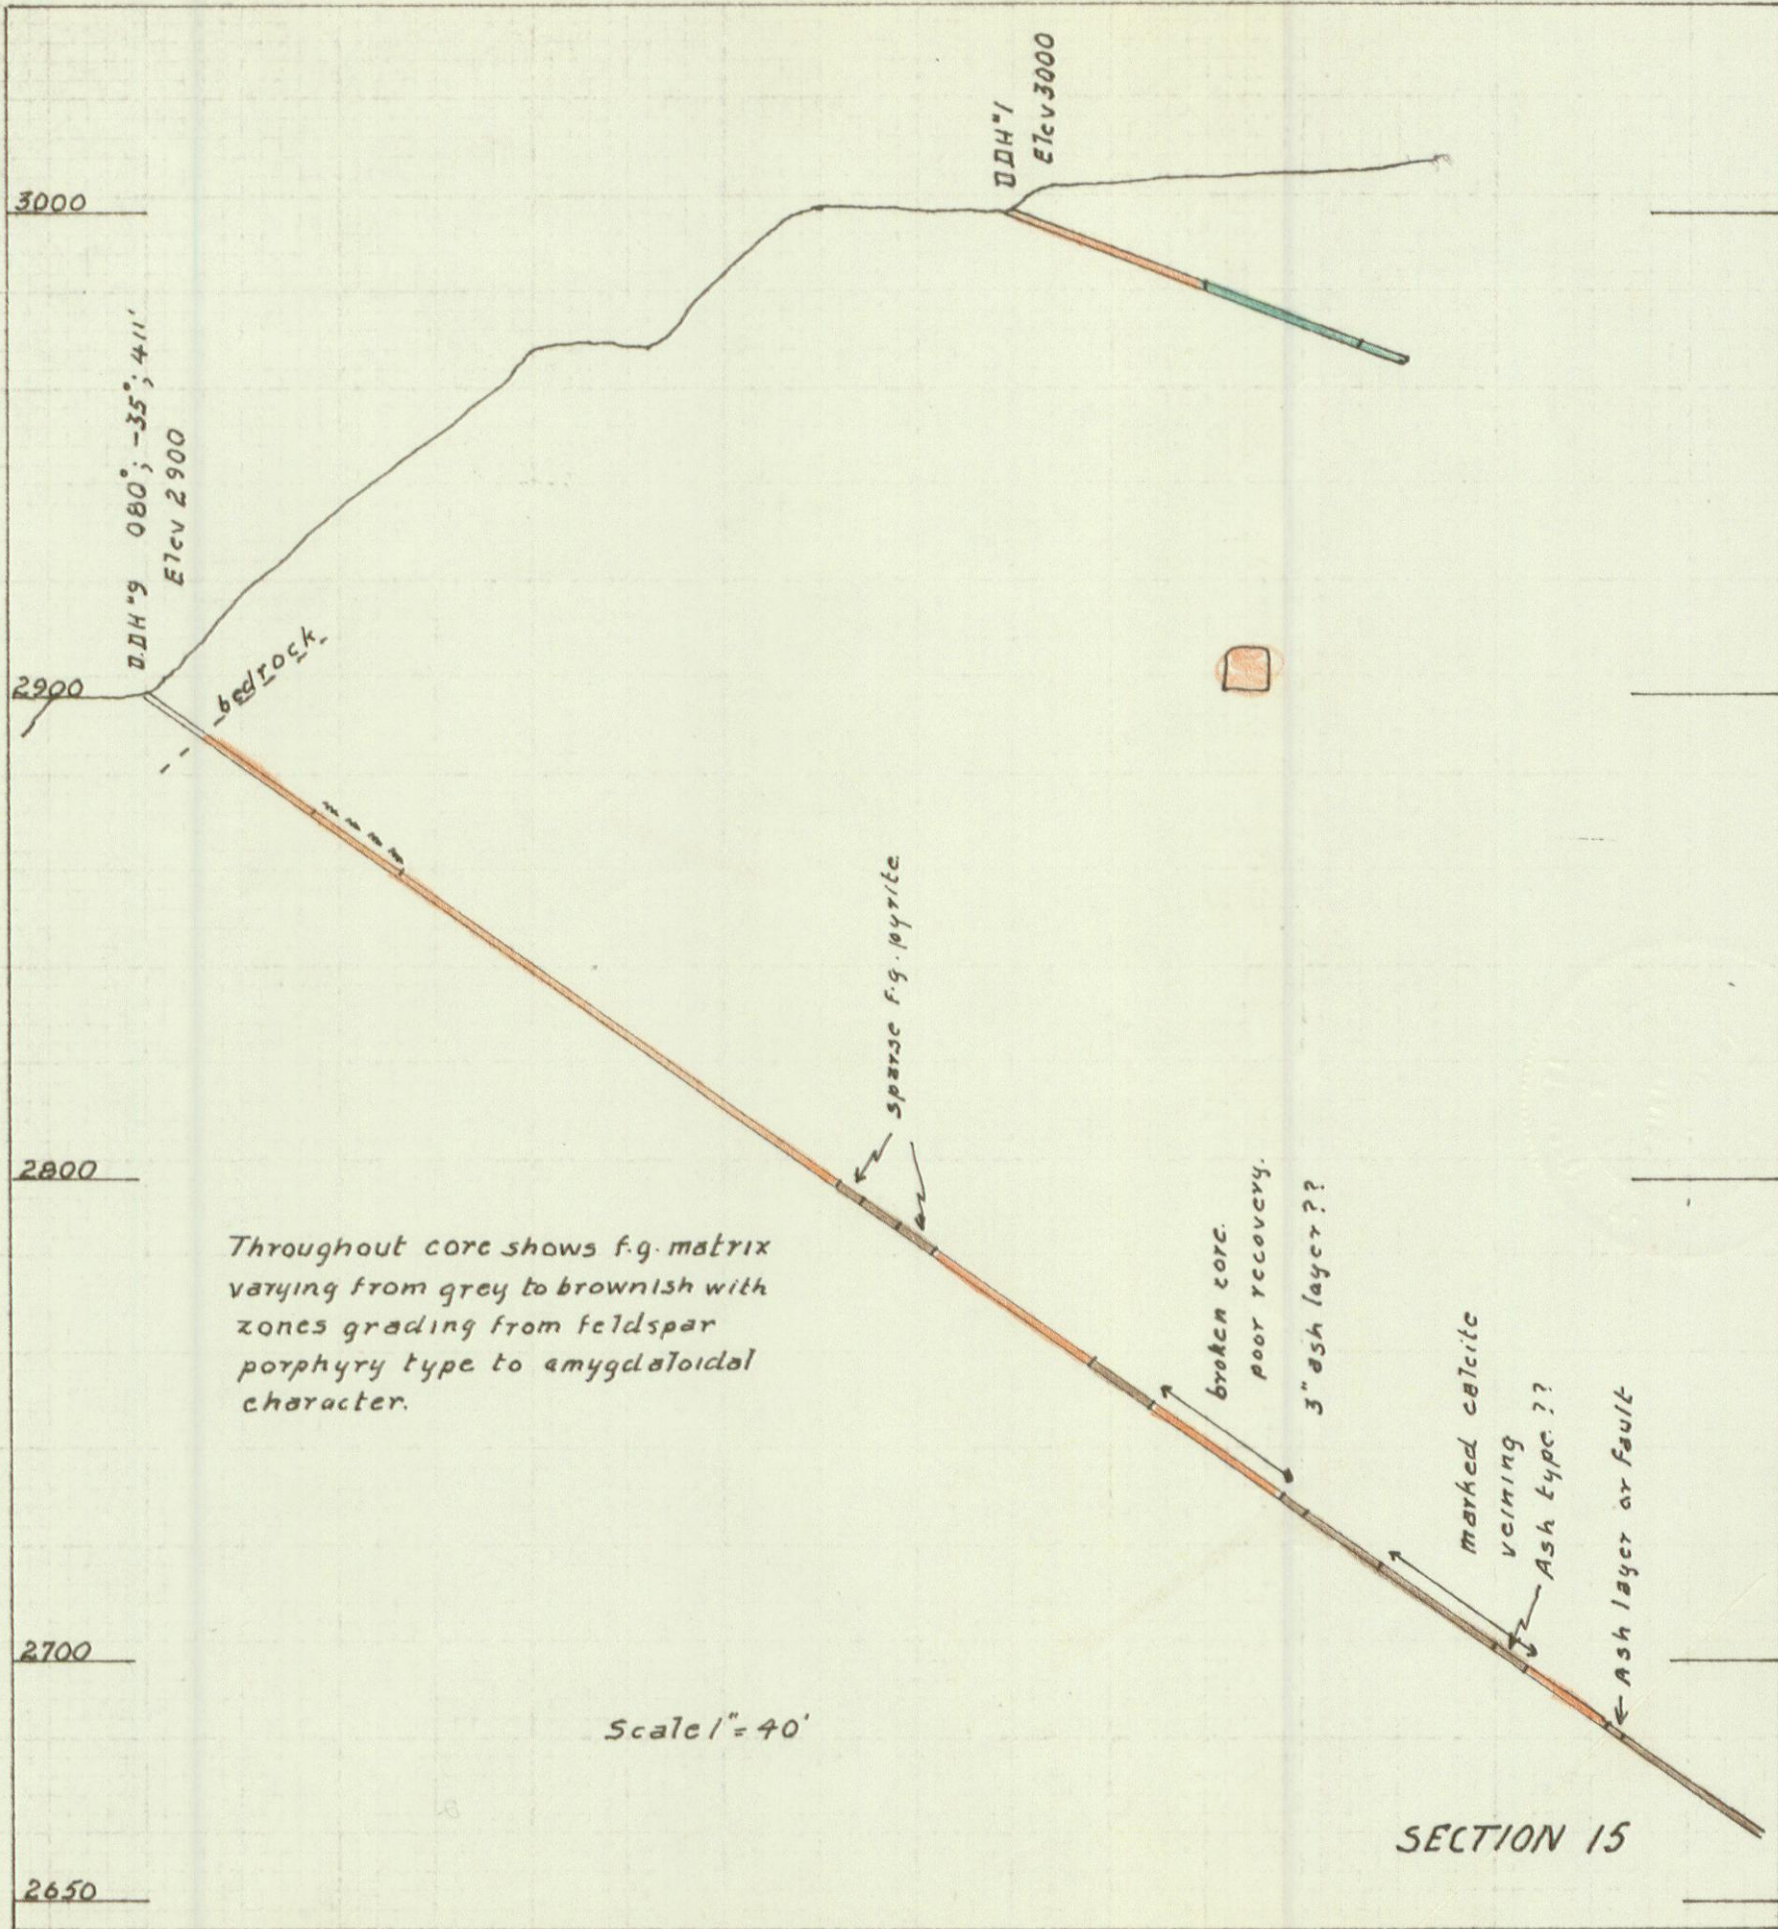 DDH #1
Elev 3000
3000
D.DH #9 080°; -35°; 411'
Elev 2900
bedrock
2900
sparse f.g. pyrite
2800
Throughout core shows f.g. matrix
varying from grey to brownish with
zones grading from feldspar
porphyry type to amygdaloidal
character.
broken core.
poor recovery.
3" ash layer??
marked calcite
veining
Ash type.??
Ash layer or fault
2700
Scale 1"= 40'
SECTION 15
2650